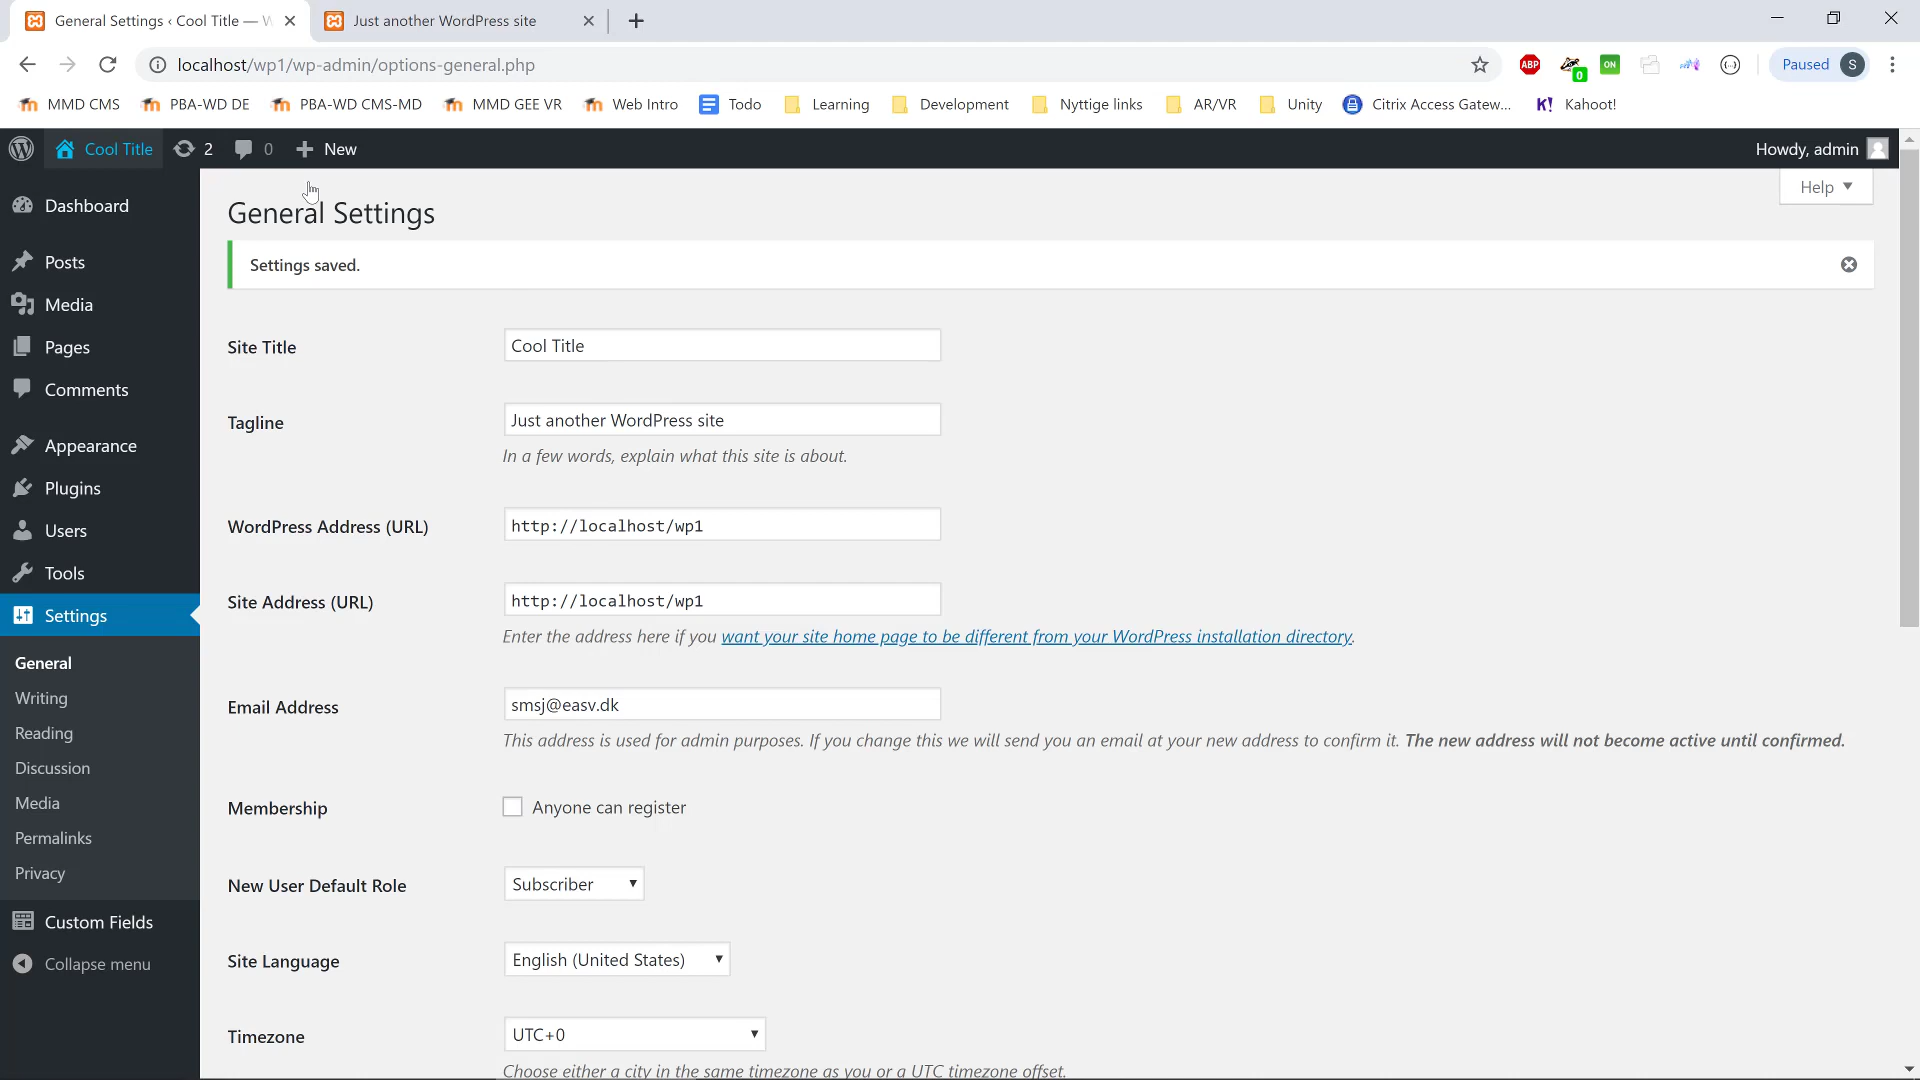 General Settings ‹ Cool Title — W
Just another WordPress site
localhost/wp1/wp-admin/options-general.php
ABP
0
ON
Paused
S
MMD CMS
PBA-WD DE
PBA-WD CMS-MD
MMD GEE VR
Web Intro
Todo
Learning
Development
Nyttige links
AR/VR
Unity
Citrix Access Gatew...
K! Kahoot!
Cool Title
2
0
New
Howdy, admin
Help
Dashboard
Posts
Media
Pages
Comments
Appearance
Plugins
Users
Tools
Settings
General
Writing
Reading
Discussion
Media
Permalinks
Privacy
Custom Fields
Collapse menu
General Settings
Settings saved.
Site Title
Cool Title
Tagline
Just another WordPress site
In a few words, explain what this site is about.
WordPress Address (URL)
http://localhost/wp1
Site Address (URL)
http://localhost/wp1
Enter the address here if you want your site home page to be different from your WordPress installation directory.
Email Address
smsj@easv.dk
This address is used for admin purposes. If you change this we will send you an email at your new address to confirm it. The new address will not become active until confirmed.
Membership
Anyone can register
New User Default Role
Subscriber
Site Language
English (United States)
Timezone
UTC+0
Choose either a city in the same timezone as you or a UTC timezone offset.